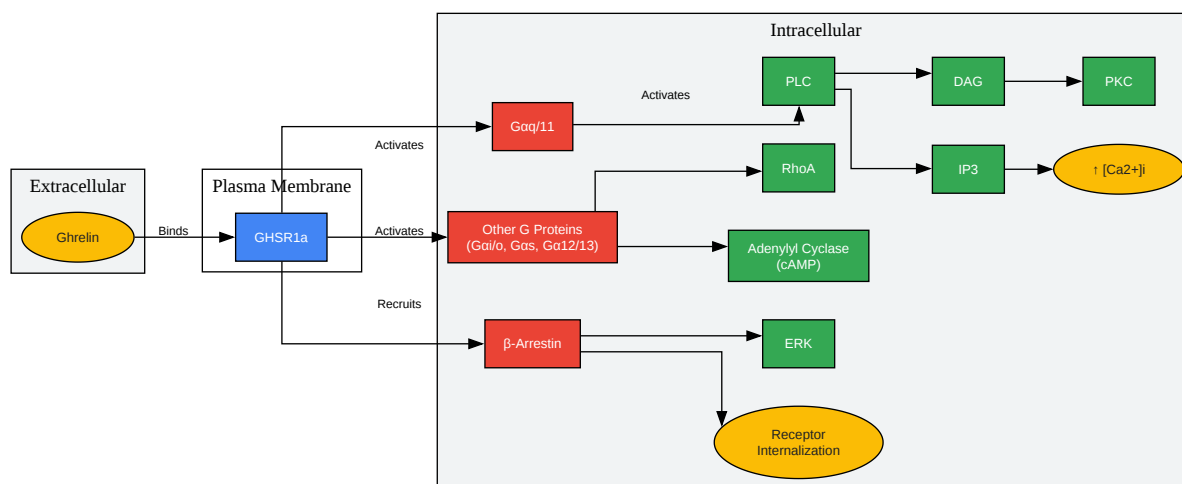 Intracellular
PLC
DAG
PKC
Activates
Gαq/11
Activates
RhoA
IP3
↑ [Ca2+]i
Extracellular
Plasma Membrane
Ghrelin
Binds
GHSR1a
Activates
Other G Proteins
(Gαi/o, Gαs, Gα12/13)
Adenylyl Cyclase
(cAMP)
Recruits
β-Arrestin
ERK
Receptor
Internalization